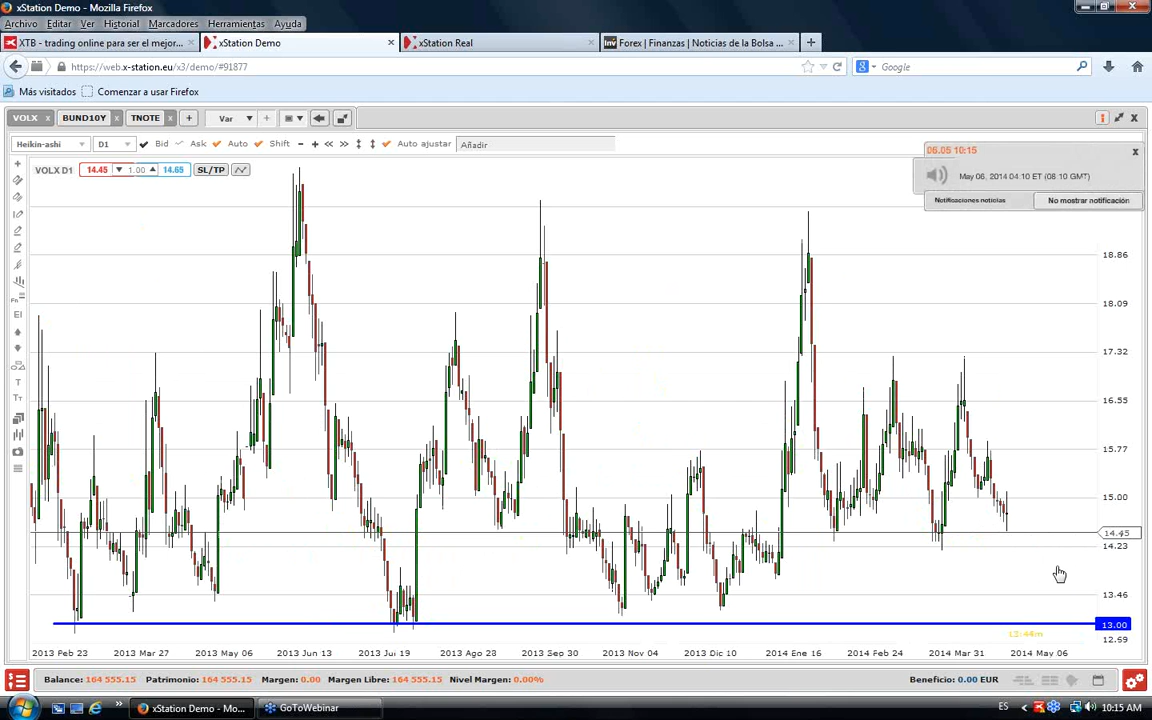 xStation Demo - Mozilla Firefox
Archivo Editar Ver Historial Marcadores Herramientas Ayuda
XTB - trading online para ser el mejor... x xStation Demo x xStation Real x Inv Forex | Finanzas | Noticias de la Bolsa ... x +
https://web.x-station.eu/x3/demo/#91877 Google
Más visitados Comenzar a usar Firefox
VOLX x BUND10Y x TNOTE x + Var
Heikin-ashi D1 Bid Ask Auto Shift Auto ajustar Añadir
06.05 10:15 x
VOLX D1 14.45 1.00 14.65 SL/TP
May 06, 2014 04:10 ET (08:10 GMT)
Notificaciones noticias No mostrar notificación
18.86
18.09
17.32
16.55
15.77
15.00
14.45
14.23
13.46
13.00
12.59
2013 Feb 23 2013 Mar 27 2013 May 06 2013 Jun 13 2013 Jul 19 2013 Ago 28 2013 Sep 30 2013 Nov 04 2013 Dic 10 2014 Ene 16 2014 Feb 24 2014 Mar 31 2014 May 06
Balance: 164 555.15 Patrimonio: 164 555.15 Margen: 0.00 Margen Libre: 164 555.15 Nivel Margen: 0.00% Beneficio: 0.00 EUR
xStation Demo - Mo... GoToWebinar ES 10:15 AM